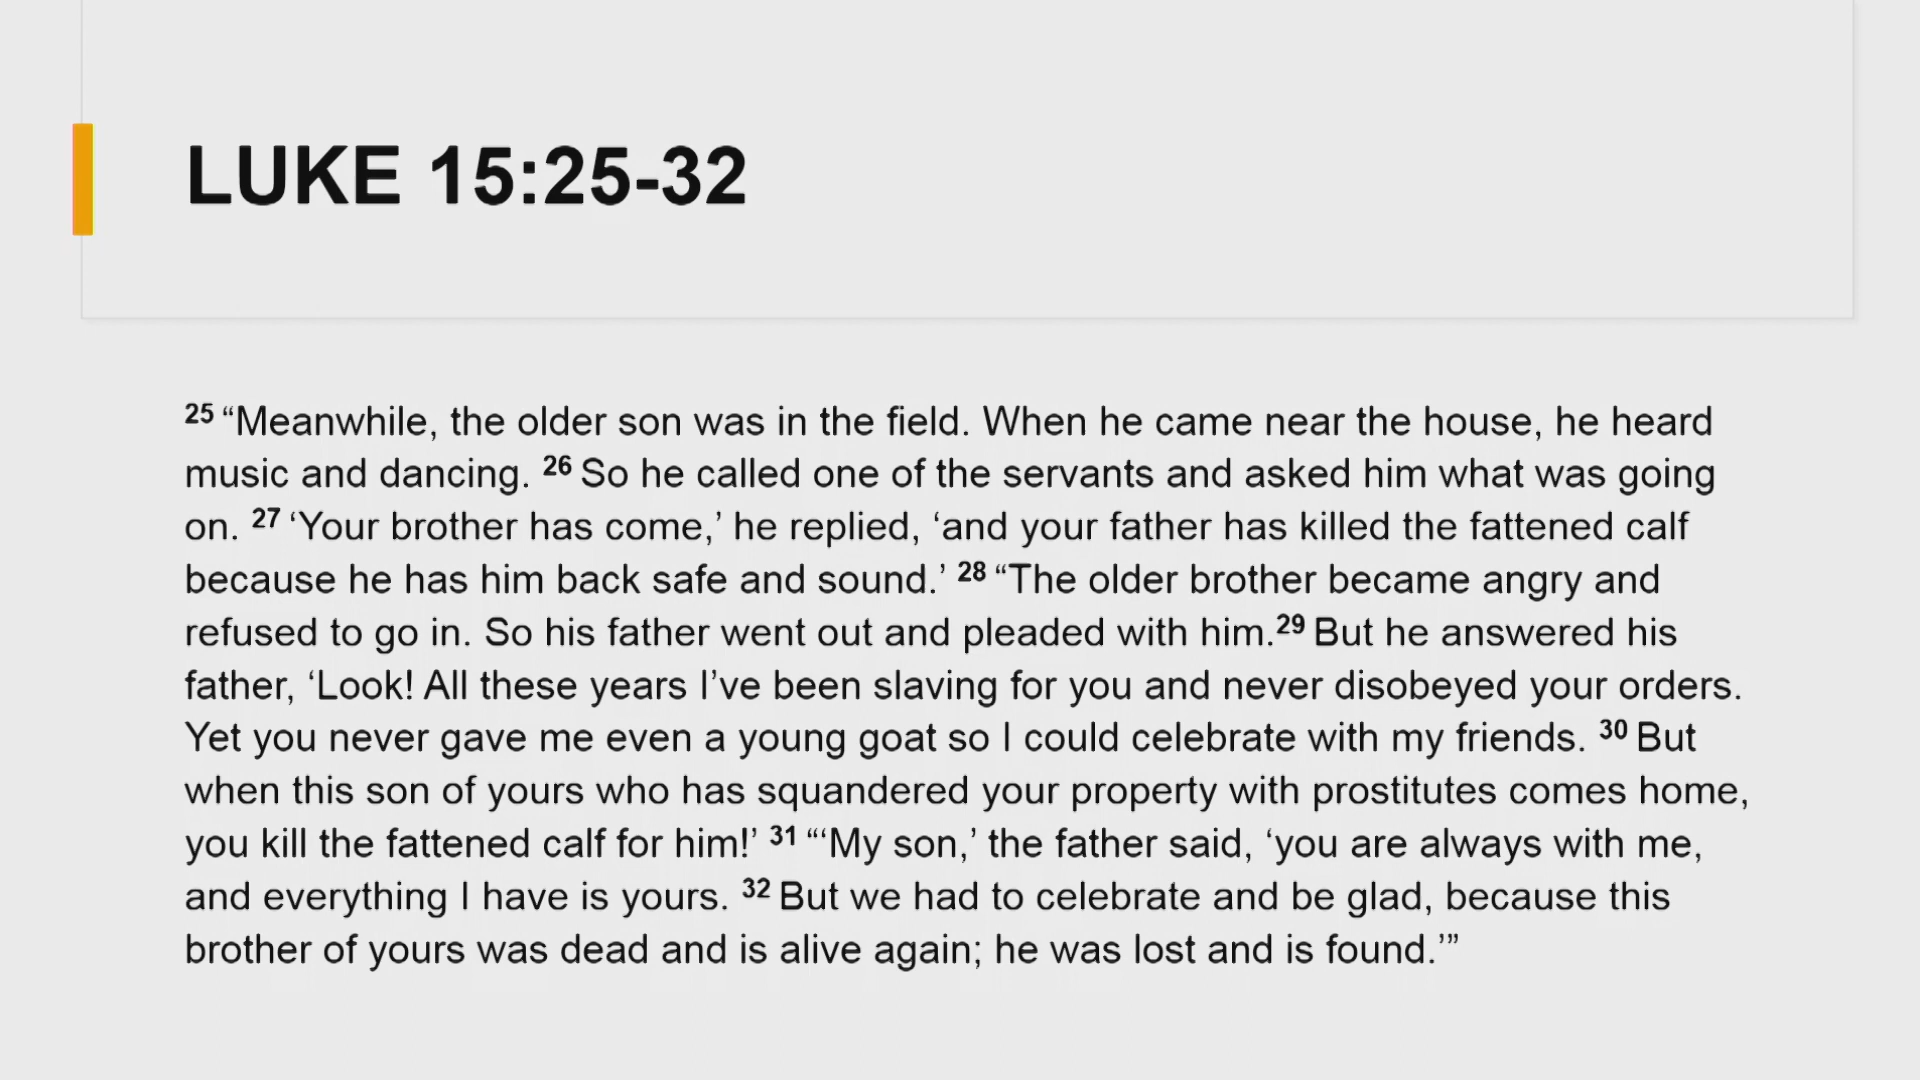 LUKE 15:25-32
25 “Meanwhile, the older son was in the field. When he came near the house, he heard
music and dancing. 26 So he called one of the servants and asked him what was going
on. 27 ‘Your brother has come,’ he replied, ‘and your father has killed the fattened calf
because he has him back safe and sound.’ 28 “The older brother became angry and
refused to go in. So his father went out and pleaded with him.29 But he answered his
father, ‘Look! All these years I’ve been slaving for you and never disobeyed your orders.
Yet you never gave me even a young goat so I could celebrate with my friends. 30 But
when this son of yours who has squandered your property with prostitutes comes home,
you kill the fattened calf for him!’ 31 “‘My son,’ the father said, ‘you are always with me,
and everything I have is yours. 32 But we had to celebrate and be glad, because this
brother of yours was dead and is alive again; he was lost and is found.’”